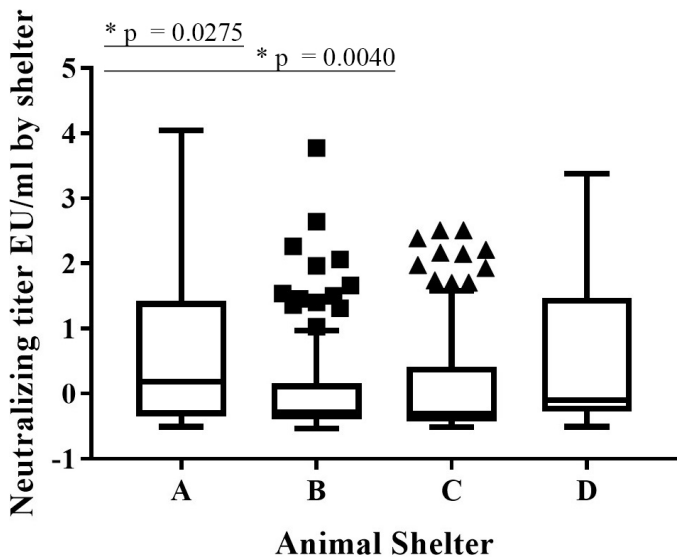 * p = 0.0275
* p = 0.0040
Neutralizing titer EU/ml by shelter
5
4
3
2
1
0
-1
A B C D
Animal Shelter